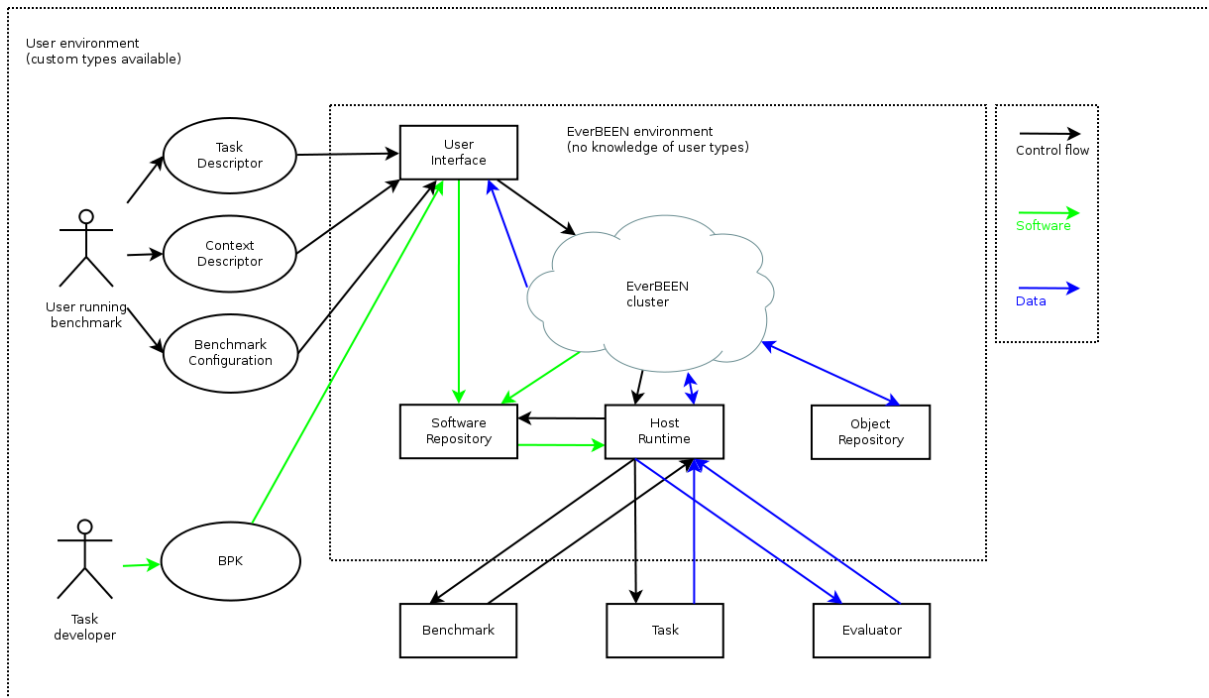 User environment
(custom types available)
EverBEEN environment
(no knowledge of user types)
Control flow
Software
Data
Task
Descriptor
User
Interface
Context
Descriptor
User running
benchmark
Benchmark
Configuration
EverBEEN
cluster
Software
Repository
Host
Runtime
Object
Repository
BPK
Task
developer
Benchmark
Task
Evaluator